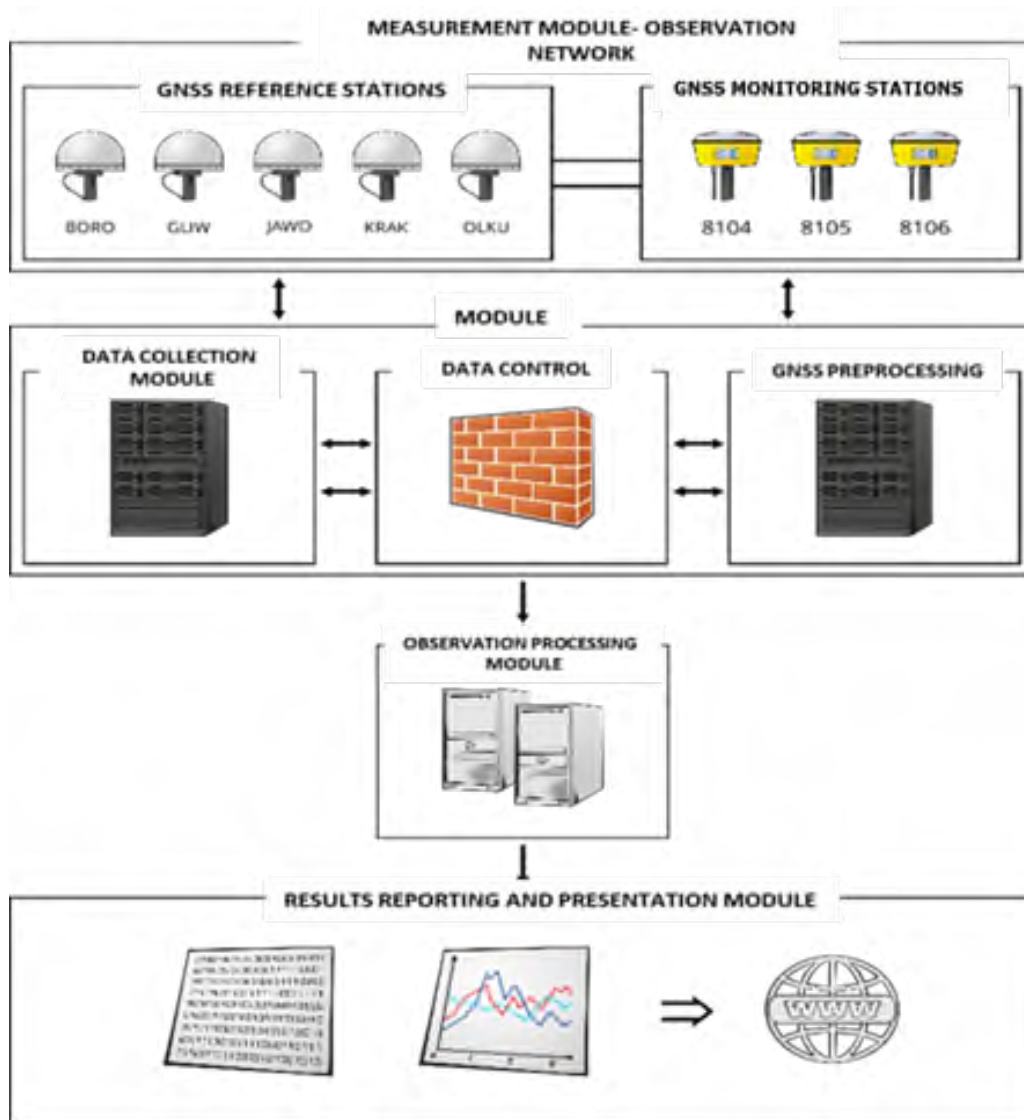 MEASUREMENT MODULE- OBSERVATION
NETWORK
GNSS REFERENCE STATIONS
GNSS MONITORING STATIONS
BORO GLIW JAWO KRAK OLKU
8104 8105 8106
MODULE
DATA COLLECTION
MODULE
DATA CONTROL
GNSS PREPROCESSING
OBSERVATION PROCESSING
MODULE
RESULTS REPORTING AND PRESENTATION MODULE
WWW